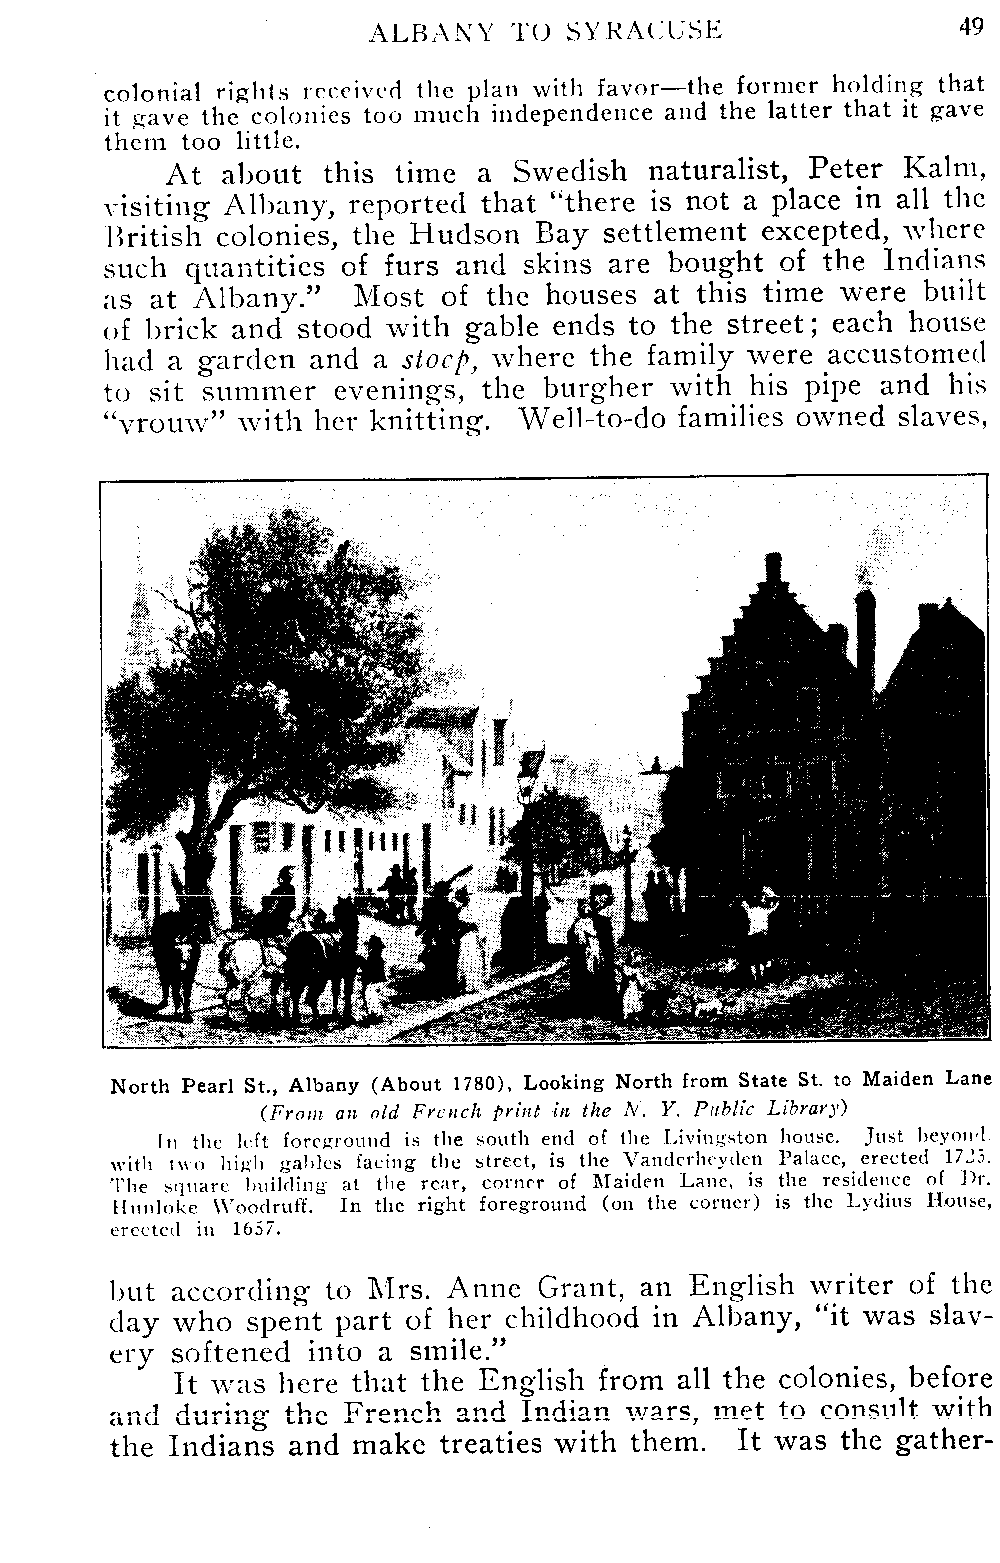 ALBANY TO SYRACUSE 49
colonial rights received the plan with favor—the former holding that
it gave the colonies too much independence and the latter that it gave
them too little.
At about this time a Swedish naturalist, Peter Kalm,
visiting Albany, reported that “there is not a place in all the
British colonies, the Hudson Bay settlement excepted, where
such quantities of furs and skins are bought of the Indians
as at Albany.” Most of the houses at this time were built
of brick and stood with gable ends to the street; each house
had a garden and a stoep, where the family were accustomed
to sit summer evenings, the burgher with his pipe and his
“vrouw” with her knitting. Well-to-do families owned slaves,
North Pearl St., Albany (About 1780), Looking North from State St. to Maiden Lane
(From an old French print in the N. Y. Public Library)
In the left foreground is the south end of the Livingston house. Just beyond,
with two high gables facing the street, is the Vanderheyden Palace, erected 1725.
The square building at the rear, corner of Maiden Lane, is the residence of Dr.
Hunloke Woodruff. In the right foreground (on the corner) is the Lydius House,
erected in 1657.
but according to Mrs. Anne Grant, an English writer of the
day who spent part of her childhood in Albany, “it was slav-
ery softened into a smile.”
It was here that the English from all the colonies, before
and during the French and Indian wars, met to consult with
the Indians and make treaties with them. It was the gather-